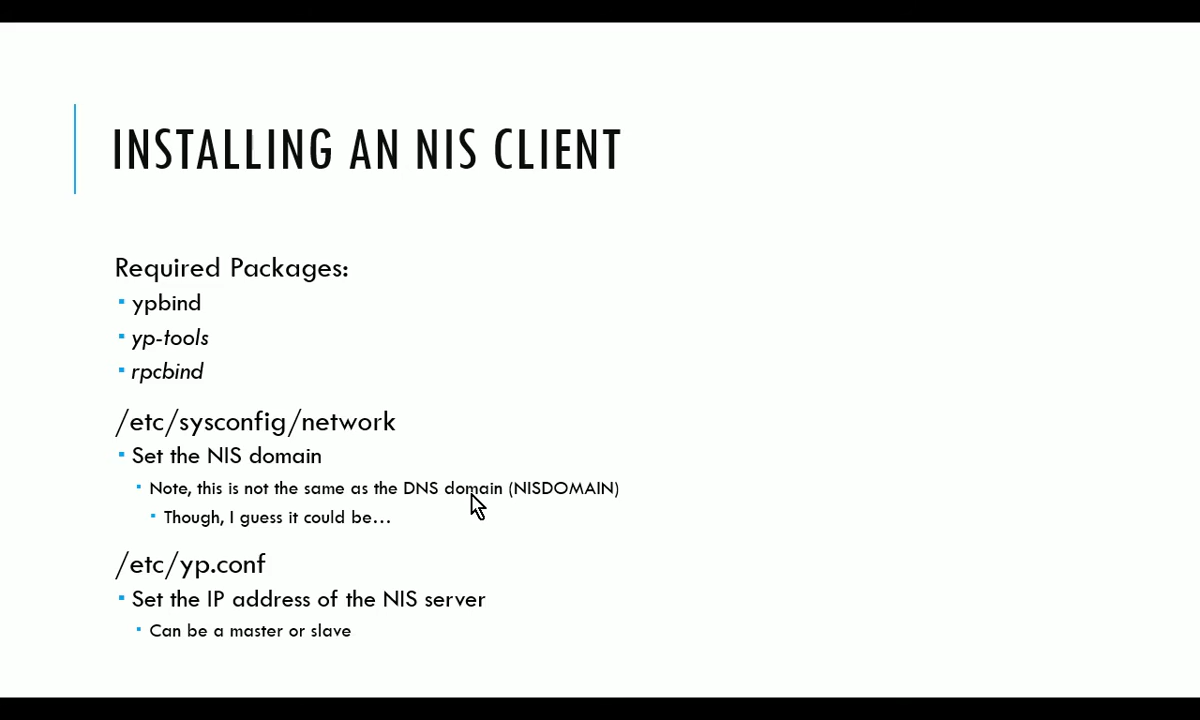 INSTALLING AN NIS CLIENT
Required Packages:
ypbind
yp-tools
rpcbind
/etc/sysconfig/network
Set the NIS domain
Note, this is not the same as the DNS domain (NISDOMAIN)
Though, I guess it could be...
/etc/yp.conf
Set the IP address of the NIS server
Can be a master or slave